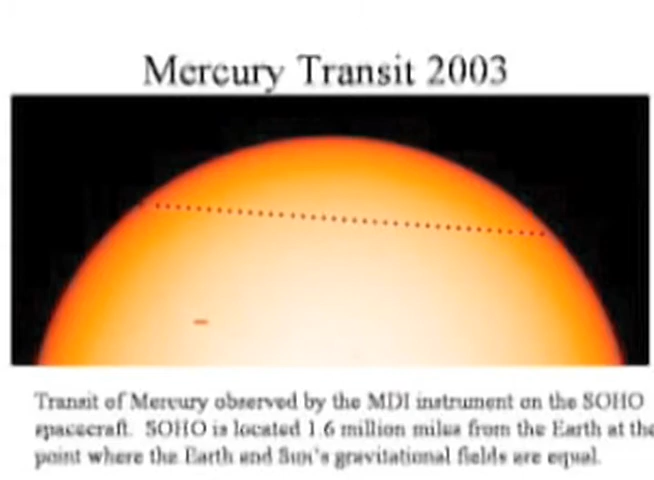 Mercury Transit 2003
Transit of Mercury observed by the MDI instrument on the SOHO
spacecraft. SOHO is located 1.6 million miles from the Earth at the
point where the Earth and Sun's gravitational fields are equal.